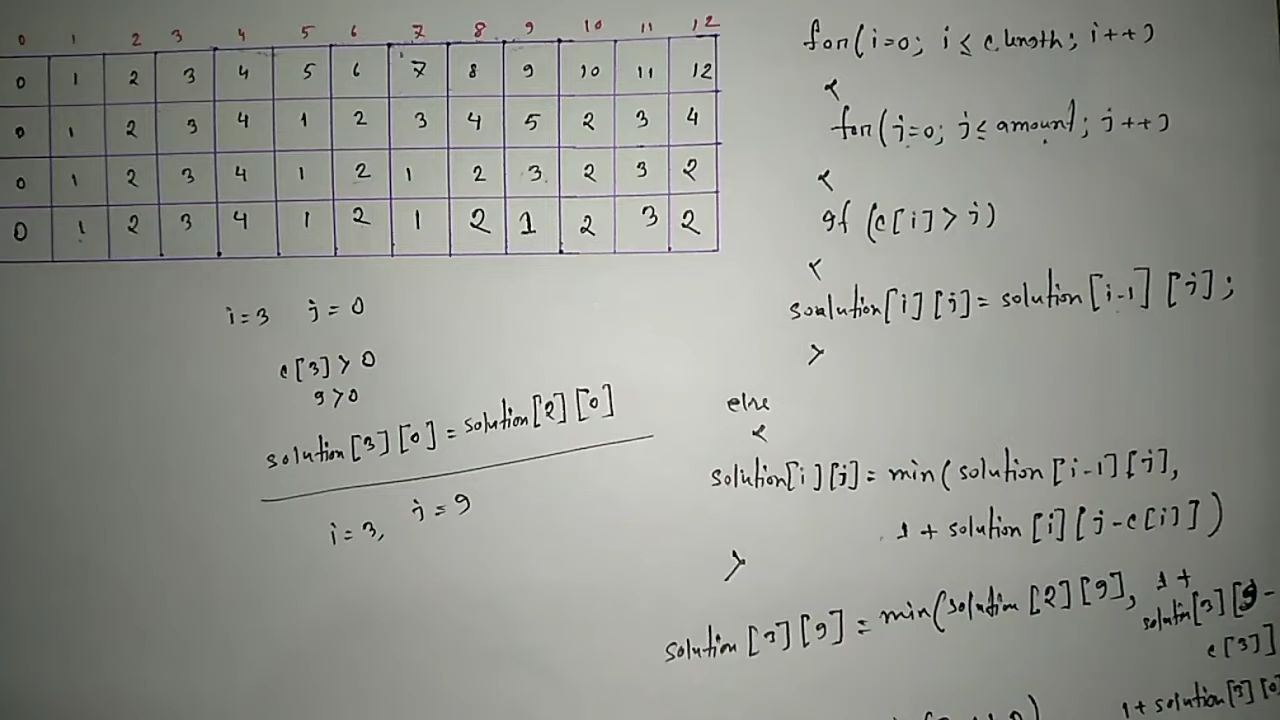 0 1 2 3 4 5 6 7 8 9 10 11 12
0 1 2 3 4 5 6 7 8 9 10 11 12
0 1 2 3 4 1 2 3 4 5 2 3 4
0 1 2 3 4 1 2 1 2 3 2 3 2
0 1 2 3 4 1 2 1 2 1 2 3 2
i=3 j=0
c[3]>0
9>0
solution[3][0]=solution[2][0]
i=3, j=9
for(i=0; i≤c.length; i++)
{
for(j=0; j≤amount; j++)
{
if (c[i]>j)
{
soalution[i][j]=solution[i-1][j];
}
else
{
solution[i][j]=min(solution[i-1][j],
1+solution[i][j-c[i]])
}
solution[3][9]=min(solution[2][9], 1+
solutin[3][9-
c[3]]
1+solution[3][0]